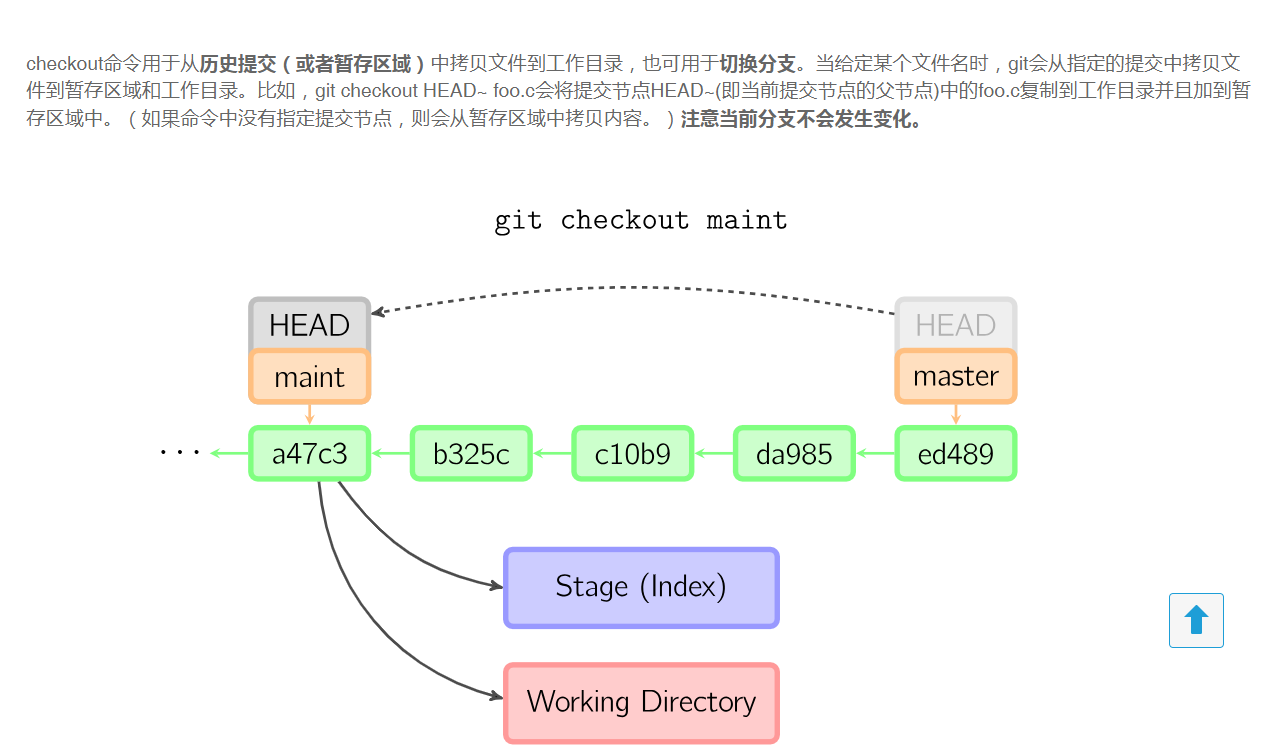 checkout命令用于从历史提交（或者暂存区域）中拷贝文件到工作目录，也可用于切换分支。当给定某个文件名时，git会从指定的提交中拷贝文
件到暂存区域和工作目录。比如，git checkout HEAD~ foo.c会将提交节点HEAD~(即当前提交节点的父节点)中的foo.c复制到工作目录并且加到暂
存区域中。（如果命令中没有指定提交节点，则会从暂存区域中拷贝内容。）注意当前分支不会发生变化。
git checkout maint
HEAD
HEAD
maint
master
···
a47c3
b325c
c10b9
da985
ed489
Stage (Index)
Working Directory